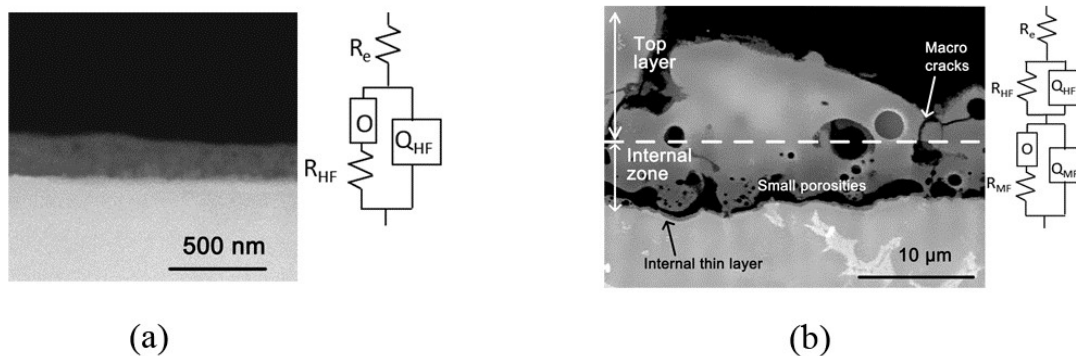 R_e
O
Q_HF
R_HF
500 nm
(a)
Top
layer
Macro
cracks
Internal
zone
Small porosities
Internal thin layer
10 µm
R_e
R_HF
Q_HF
O
Q_MF
R_MF
(b)